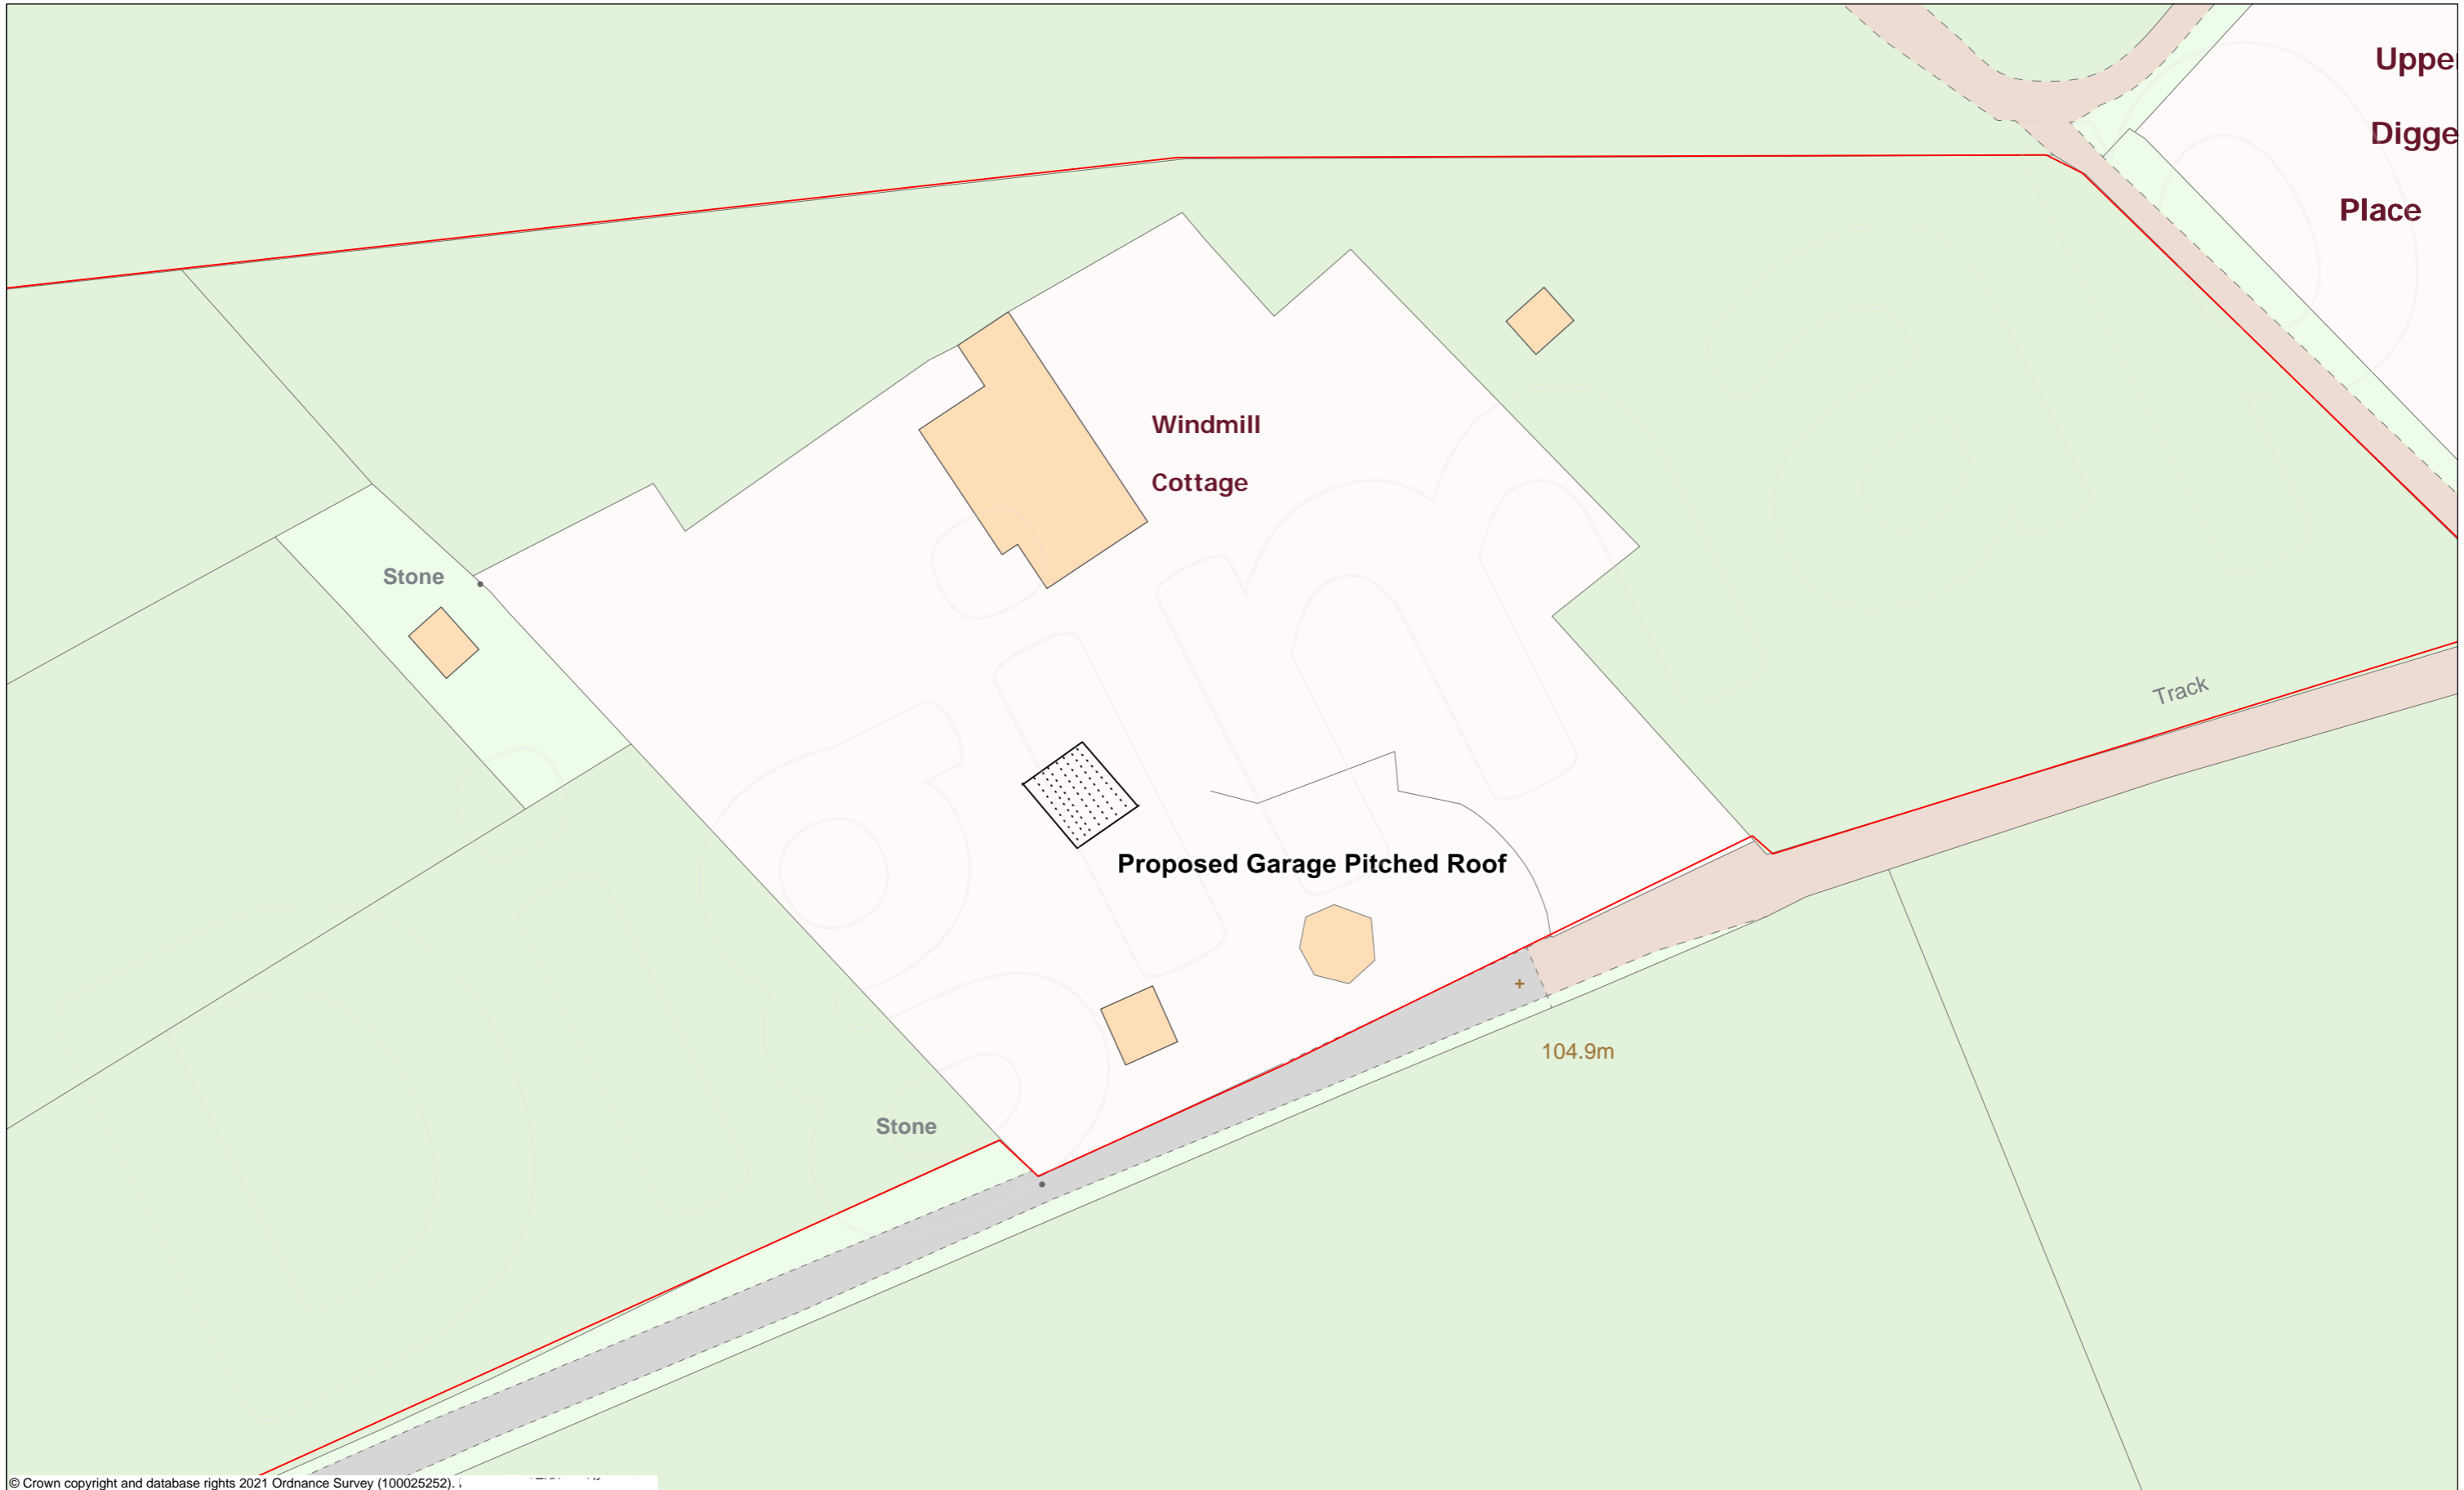 Upper
Digge
Place
Windmill
Cottage
Stone
Track
Proposed Garage Pitched Roof
104.9m
Stone
© Crown copyright and database rights 2021 Ordnance Survey (100025252).